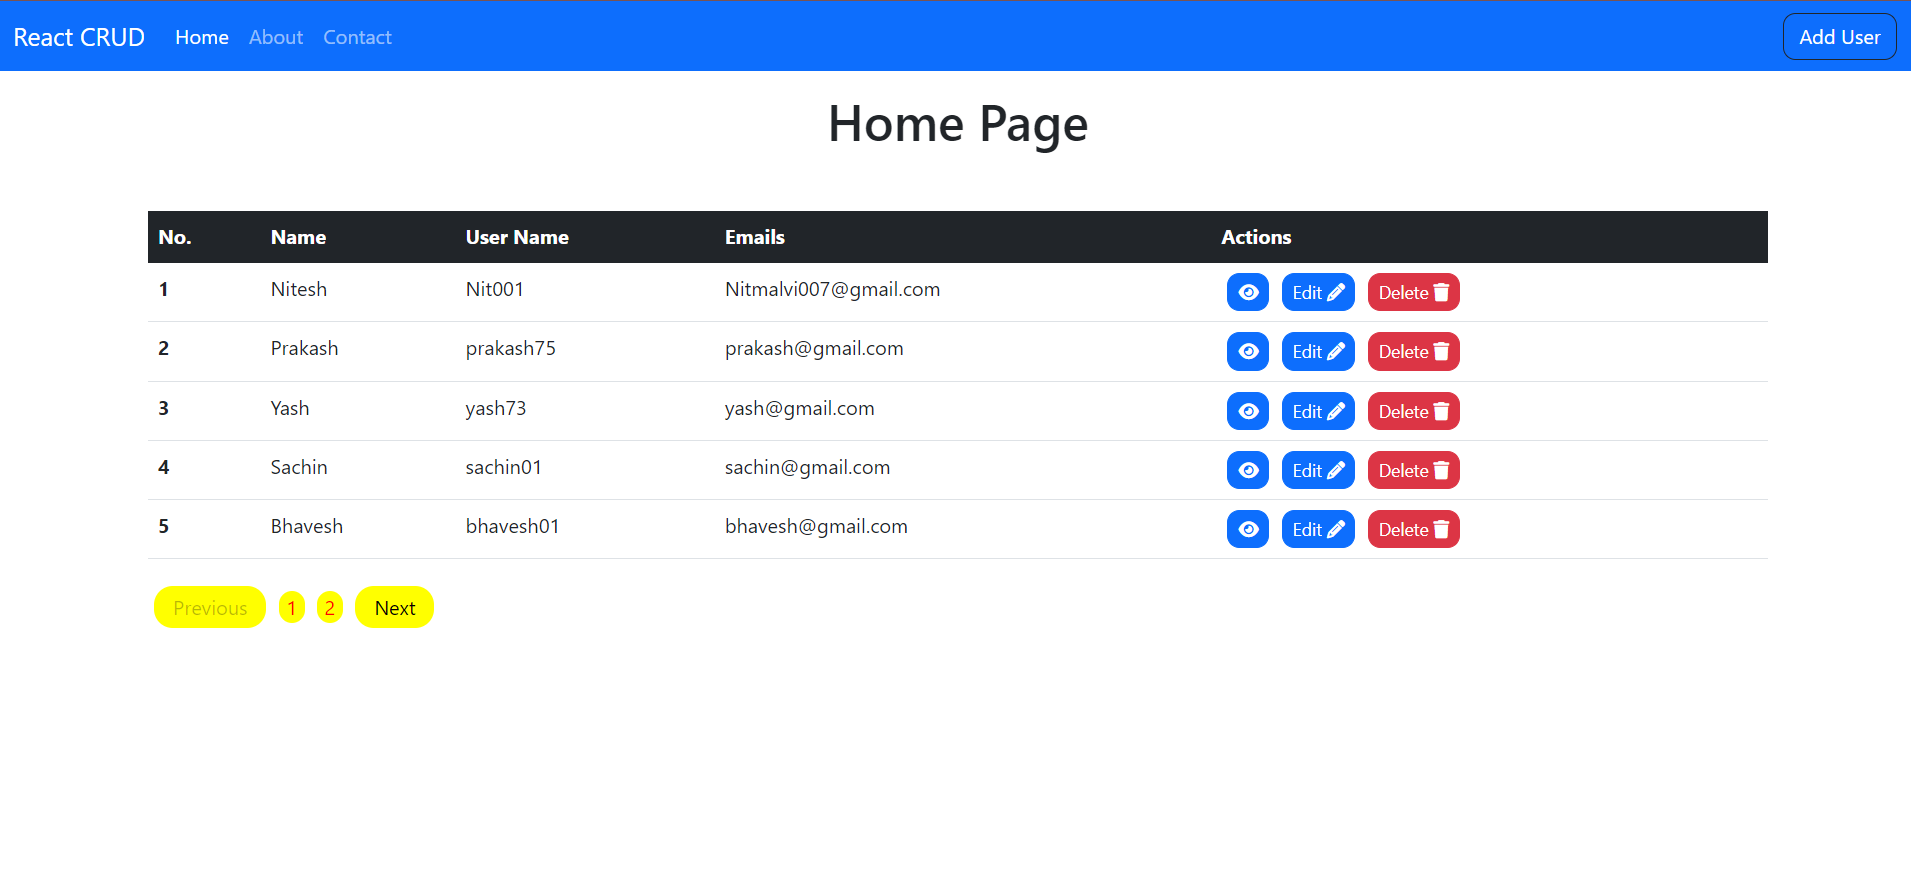 React CRUD Home About Contact Add User
Home Page
No. Name User Name Emails Actions
1 Nitesh Nit001 Nitmalvi007@gmail.com Edit Delete
2 Prakash prakash75 prakash@gmail.com Edit Delete
3 Yash yash73 yash@gmail.com Edit Delete
4 Sachin sachin01 sachin@gmail.com Edit Delete
5 Bhavesh bhavesh01 bhavesh@gmail.com Edit Delete
Previous 1 2 Next